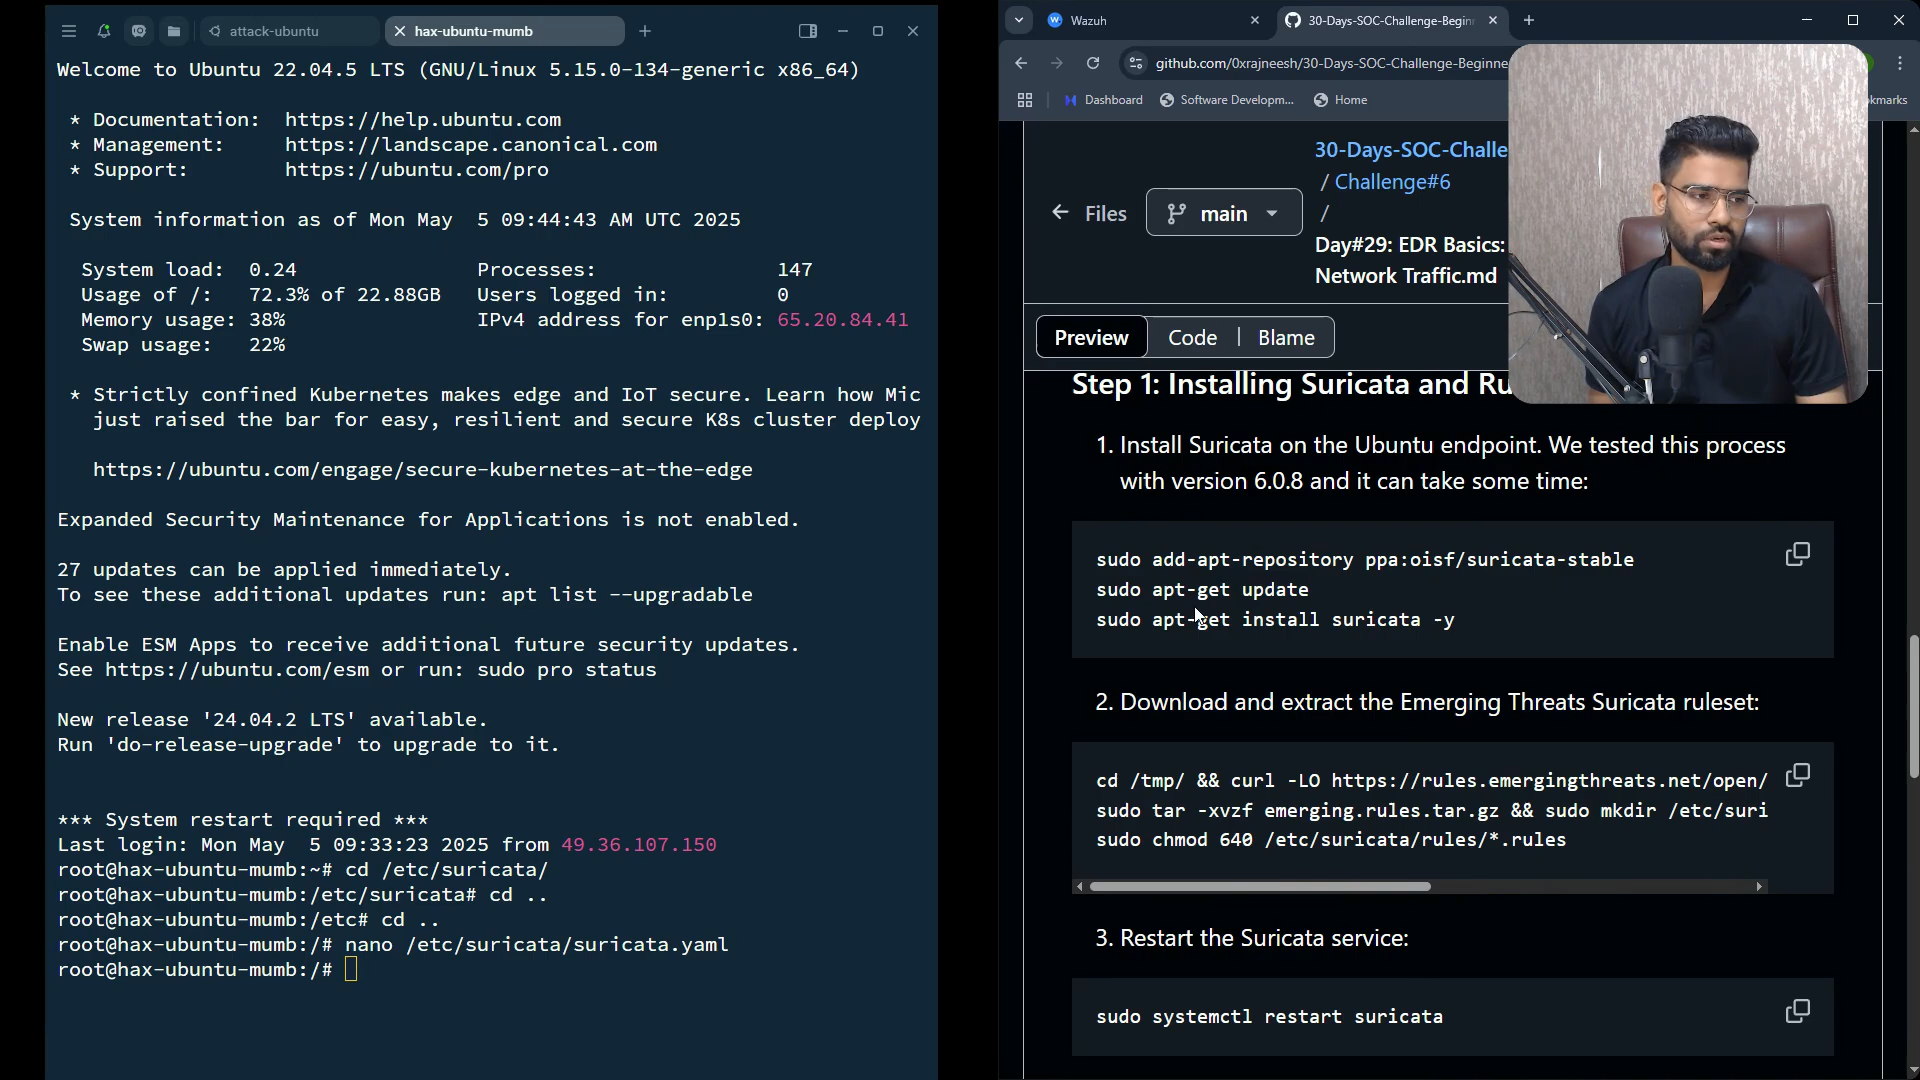 attack-ubuntu
hax-ubuntu-mumb
Welcome to Ubuntu 22.04.5 LTS (GNU/Linux 5.15.0-134-generic x86_64)
* Documentation: https://help.ubuntu.com
* Management: https://landscape.canonical.com
* Support: https://ubuntu.com/pro
System information as of Mon May 5 09:44:43 AM UTC 2025
System load: 0.24 Processes: 147
Usage of /: 72.3% of 22.88GB Users logged in: 0
Memory usage: 38% IPv4 address for enp1s0: 65.20.84.41
Swap usage: 22%
* Strictly confined Kubernetes makes edge and IoT secure. Learn how Mic
just raised the bar for easy, resilient and secure K8s cluster deploy
https://ubuntu.com/engage/secure-kubernetes-at-the-edge
Expanded Security Maintenance for Applications is not enabled.
27 updates can be applied immediately.
To see these additional updates run: apt list --upgradable
Enable ESM Apps to receive additional future security updates.
See https://ubuntu.com/esm or run: sudo pro status
New release '24.04.2 LTS' available.
Run 'do-release-upgrade' to upgrade to it.
*** System restart required ***
Last login: Mon May 5 09:33:23 2025 from 49.36.107.150
root@hax-ubuntu-mumb:~# cd /etc/suricata/
root@hax-ubuntu-mumb:/etc/suricata# cd ..
root@hax-ubuntu-mumb:/etc# cd ..
root@hax-ubuntu-mumb:/# nano /etc/suricata/suricata.yaml
root@hax-ubuntu-mumb:/#
W Wazuh
30-Days-SOC-Challenge-Begin
github.com/0xrajneesh/30-Days-SOC-Challenge-Beginne
Dashboard
Software Developm...
Home
kmarks
Files
main
30-Days-SOC-Challe
/ Challenge#6
/
Day#29: EDR Basics:
Network Traffic.md
Preview
Code
Blame
Step 1: Installing Suricata and Ru
1. Install Suricata on the Ubuntu endpoint. We tested this process
with version 6.0.8 and it can take some time:
sudo add-apt-repository ppa:oisf/suricata-stable
sudo apt-get update
sudo apt-get install suricata -y
2. Download and extract the Emerging Threats Suricata ruleset:
cd /tmp/ && curl -LO https://rules.emergingthreats.net/open/
sudo tar -xvzf emerging.rules.tar.gz && sudo mkdir /etc/suri
sudo chmod 640 /etc/suricata/rules/*.rules
3. Restart the Suricata service:
sudo systemctl restart suricata